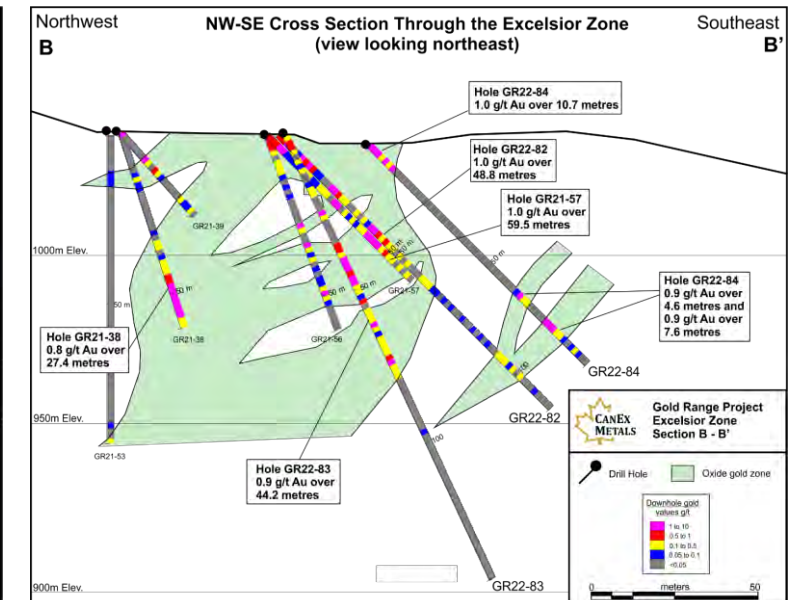 Northwest
NW-SE Cross Section Through the Excelsior Zone
(view looking northeast)
Southeast
B
B'
Hole GR22-84
1.0 g/t Au over 10.7 metres
Hole GR22-82
1.0 g/t Au over
48.8 metres
Hole GR21-57
1.0 g/t Au over
59.5 metres
GR21-39
1000m Elev.
50 m
50 m
50 m
50 m
50 m
GR21-57
Hole GR22-84
0.9 g/t Au over
4.6 metres and
0.9 g/t Au over
7.6 metres
Hole GR21-38
0.8 g/t Au over
27.4 metres
GR21-38
GR21-56
GR22-84
100
GR22-82
950m Elev.
100
GR21-53
Hole GR22-83
0.9 g/t Au over
44.2 metres
900m Elev.
GR22-83
CANEX
METALS
Gold Range Project
Excelsior Zone
Section B - B'
Drill Hole
Oxide gold zone
Downhole gold
values g/t
1 to 10
0.5 to 1
0.1 to 0.5
0.05 to 0.1
<0.05
0
meters
50